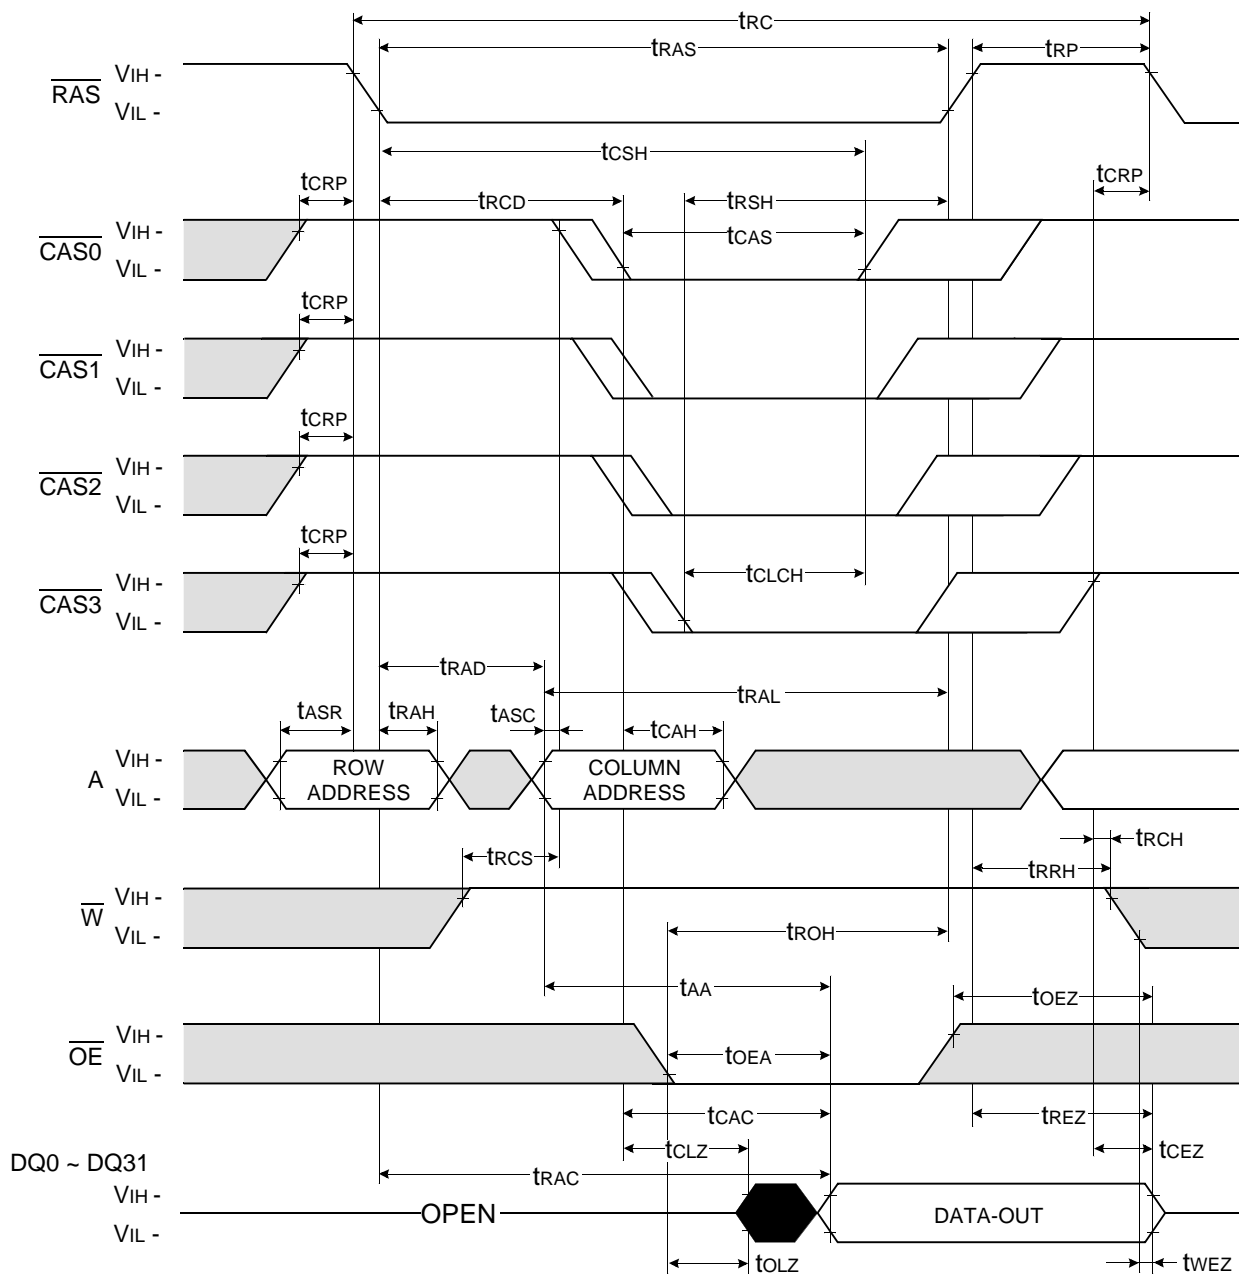 tRC
tRAS
tRP
RAS
VIH -
VIL -
tCSH
tCRP
tRCD
tRSH
tCRP
CAS0
VIH -
VIL -
tCAS
tCRP
CAS1
VIH -
VIL -
tCRP
CAS2
VIH -
VIL -
tCRP
CAS3
VIH -
VIL -
tCLCH
tRAD
tRAL
tASR
tRAH
tASC
tCAH
A
VIH -
VIL -
ROW
ADDRESS
COLUMN
ADDRESS
tRCH
tRCS
tRRH
W
VIH -
VIL -
tROH
tAA
tOEZ
OE
VIH -
VIL -
tOEA
tCAC
tREZ
tCLZ
tCEZ
DQ0 ~ DQ31
tRAC
VIH -
VIL -
OPEN
DATA-OUT
tOLZ
tWEZ